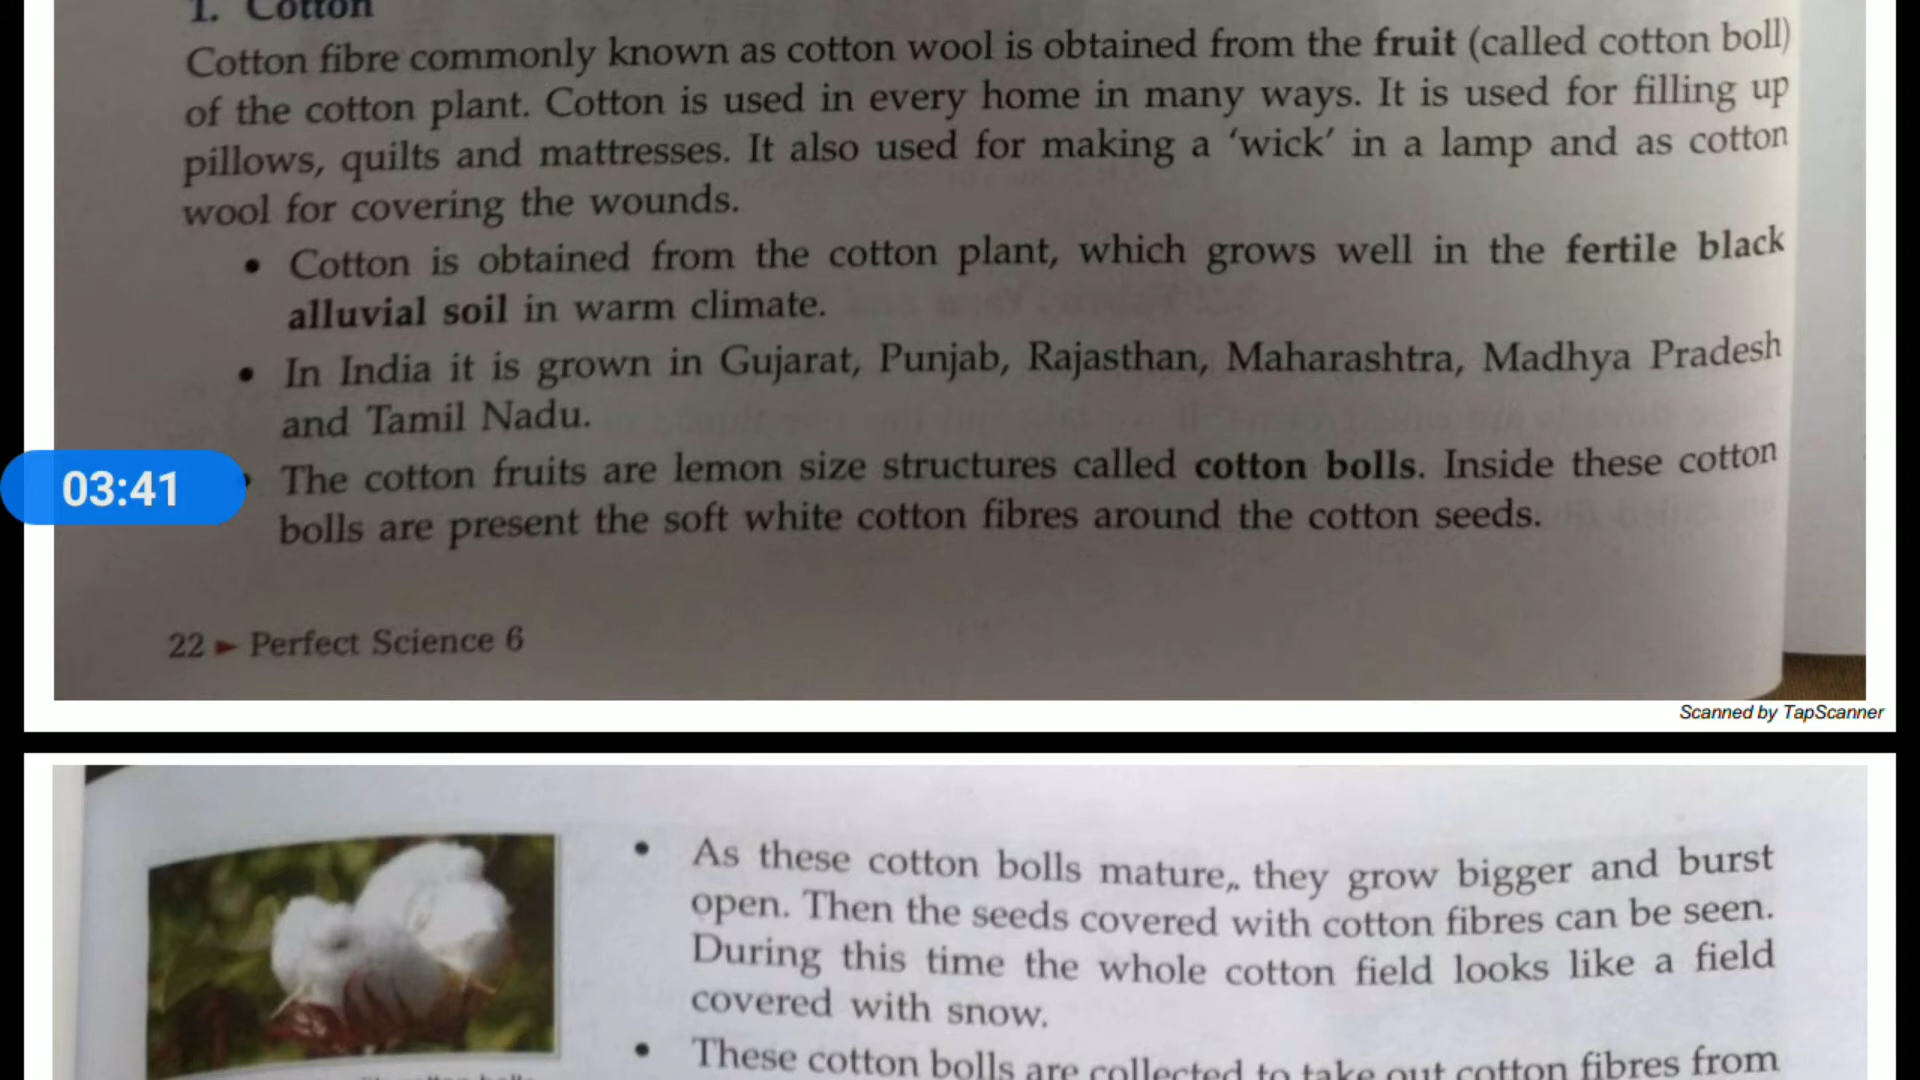 1. Cotton
Cotton fibre commonly known as cotton wool is obtained from the fruit (called cotton boll)
of the cotton plant. Cotton is used in every home in many ways. It is used for filling up
pillows, quilts and mattresses. It also used for making a ‘wick’ in a lamp and as cotton
wool for covering the wounds.
• Cotton is obtained from the cotton plant, which grows well in the fertile black
alluvial soil in warm climate.
• In India it is grown in Gujarat, Punjab, Rajasthan, Maharashtra, Madhya Pradesh
and Tamil Nadu.
03:41
The cotton fruits are lemon size structures called cotton bolls. Inside these cotton
bolls are present the soft white cotton fibres around the cotton seeds.
22 ► Perfect Science 6
Scanned by TapScanner
• As these cotton bolls mature,, they grow bigger and burst
open. Then the seeds covered with cotton fibres can be seen.
During this time the whole cotton field looks like a field
covered with snow.
• These cotton bolls are collected to take out cotton fibres from